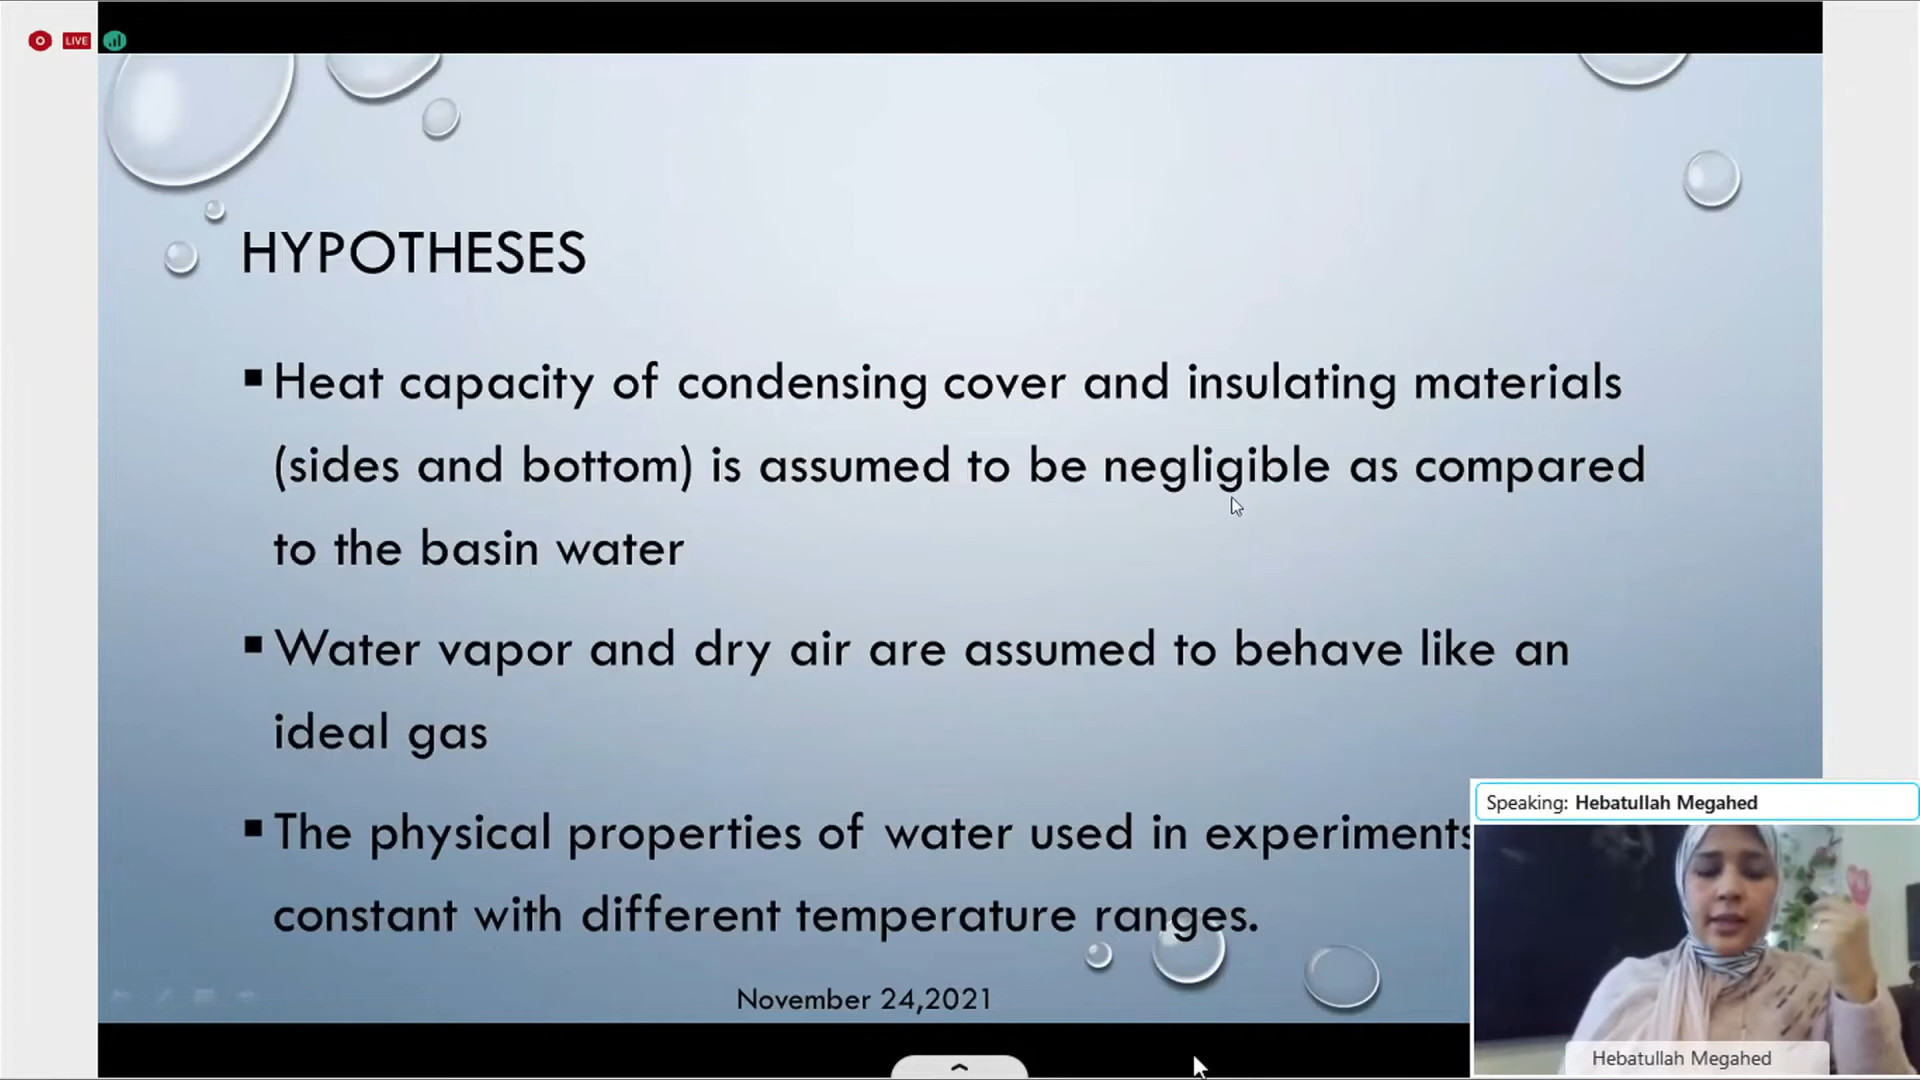 LIVE
HYPOTHESES
▪ Heat capacity of condensing cover and insulating materials
(sides and bottom) is assumed to be negligible as compared
to the basin water
▪ Water vapor and dry air are assumed to behave like an
ideal gas
▪ The physical properties of water used in experiments
constant with different temperature ranges.
November 24,2021
Speaking: Hebatullah Megahed
Hebatullah Megahed